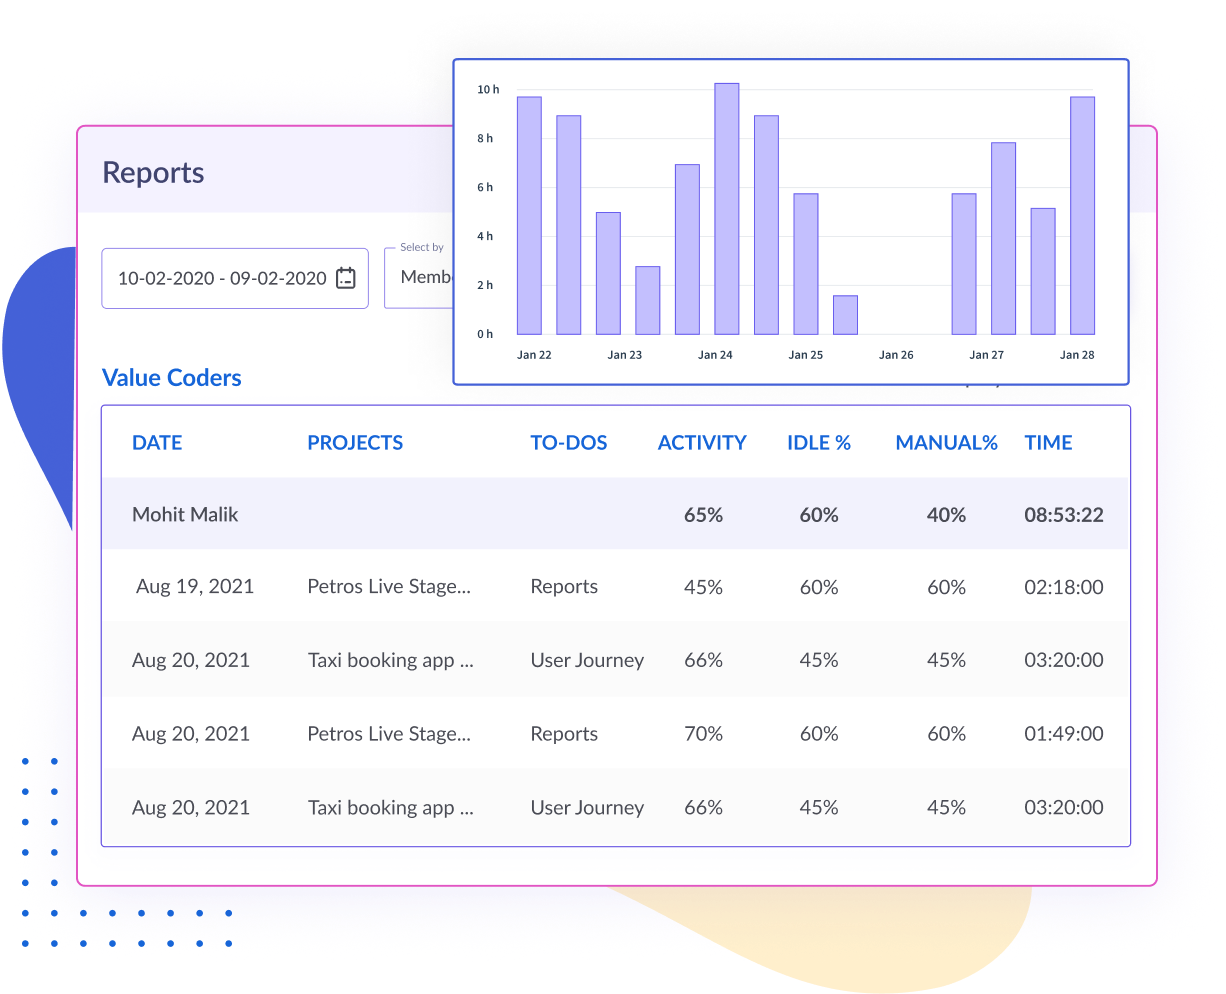 10 h
8 h
6 h
4 h
2 h
0 h
Jan 22 Jan 23 Jan 24 Jan 25 Jan 26 Jan 27 Jan 28
Reports
10-02-2020 - 09-02-2020
Select by
Value Coders
DATE PROJECTS TO-DOS ACTIVITY IDLE % MANUAL% TIME
Mohit Malik 65% 60% 40% 08:53:22
Aug 19, 2021 Petros Live Stage... Reports 45% 60% 60% 02:18:00
Aug 20, 2021 Taxi booking app ... User Journey 66% 45% 45% 03:20:00
Aug 20, 2021 Petros Live Stage... Reports 70% 60% 60% 01:49:00
Aug 20, 2021 Taxi booking app ... User Journey 66% 45% 45% 03:20:00